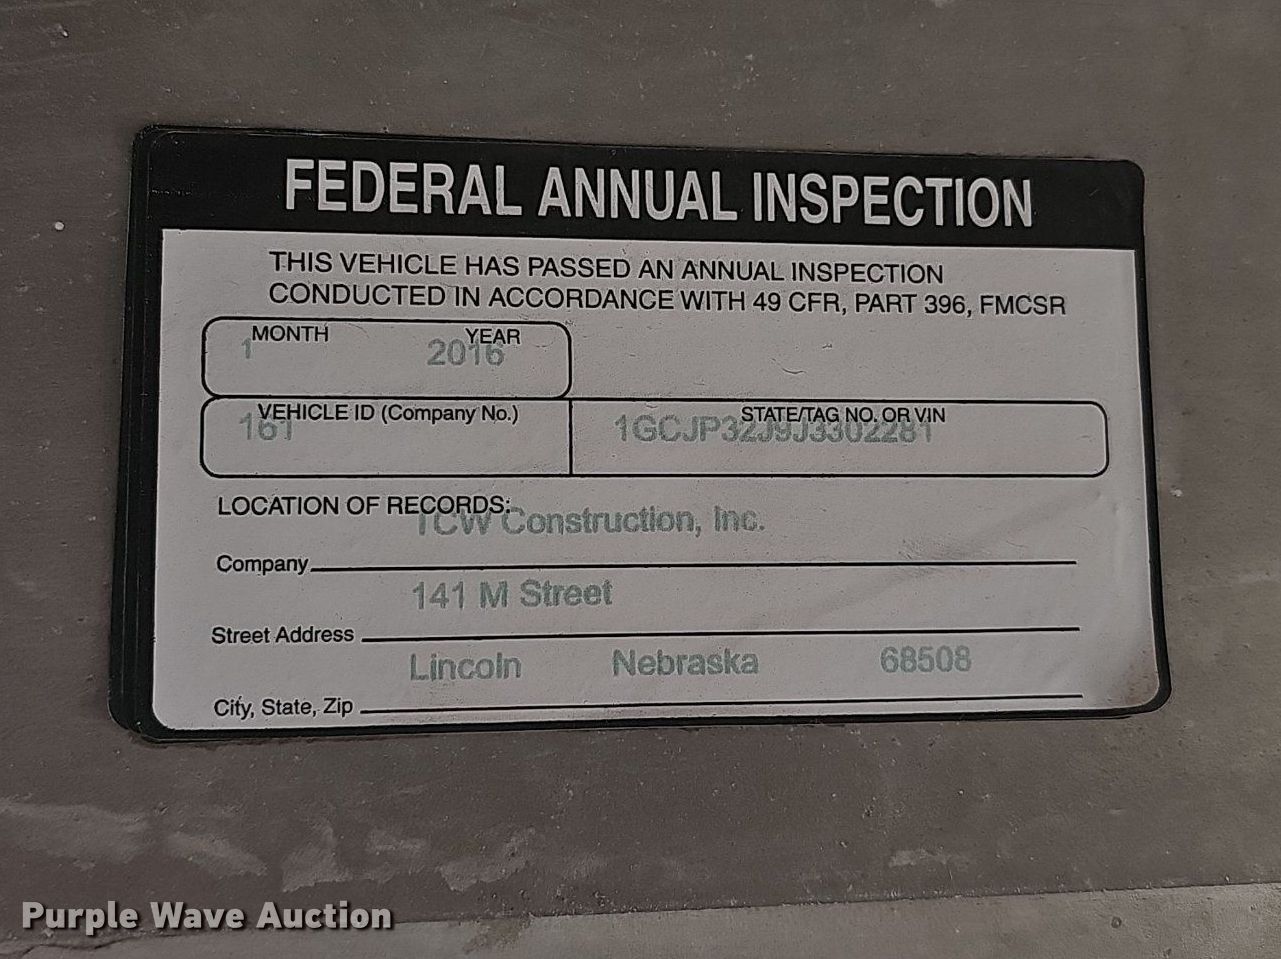 FEDERAL ANNUAL INSPECTION
THIS VEHICLE HAS PASSED AN ANNUAL INSPECTION
CONDUCTED IN ACCORDANCE WITH 49 CFR, PART 396, FMCSR
MONTH YEAR
1 2016
VEHICLE ID (Company No.) STATE/TAG NO. OR VIN
161 1GCJP32J9J3302281
LOCATION OF RECORDS:
TCW Construction, Inc.
Company
141 M Street
Street Address
Lincoln Nebraska 68508
City, State, Zip
Purple Wave Auction